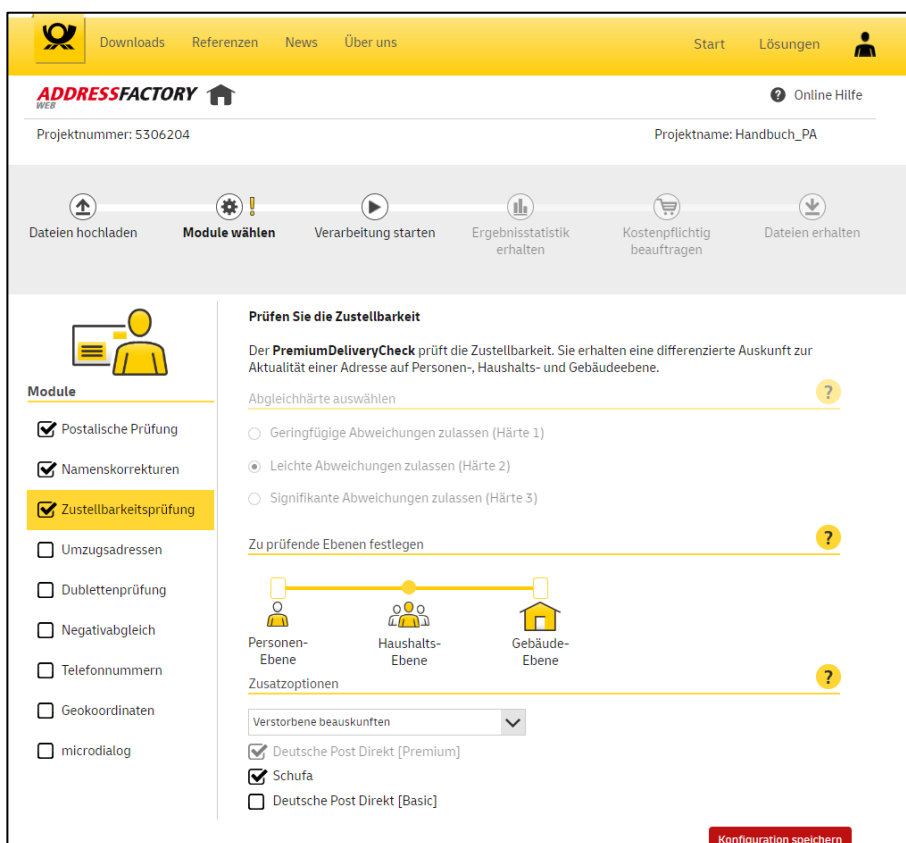 Downloads Referenzen News Über uns Start Lösungen
ADDRESSFACTORY
WEB
Online Hilfe
Projektnummer: 5306204 Projektname: Handbuch_PA
Dateien hochladen Module wählen Verarbeitung starten Ergebnisstatistik erhalten Kostenpflichtig beauftragen Dateien erhalten
Module
Postalische Prüfung
Namenskorrekturen
Zustellbarkeitsprüfung
Umzugsadressen
Dublettenprüfung
Negativabgleich
Telefonnummern
Geokoordinaten
microdialog
Prüfen Sie die Zustellbarkeit
Der PremiumDeliveryCheck prüft die Zustellbarkeit. Sie erhalten eine differenzierte Auskunft zur
Aktualität einer Adresse auf Personen-, Haushalts- und Gebäudeebene.
Abgleichhärte auswählen ?
Geringfügige Abweichungen zulassen (Härte 1)
Leichte Abweichungen zulassen (Härte 2)
Signifikante Abweichungen zulassen (Härte 3)
Zu prüfende Ebenen festlegen ?
Personen-
Ebene
Haushalts-
Ebene
Gebäude-
Ebene
Zusatzoptionen ?
Verstorbene beauskunften
Deutsche Post Direkt [Premium]
Schufa
Deutsche Post Direkt [Basic]
Konfiguration speichern